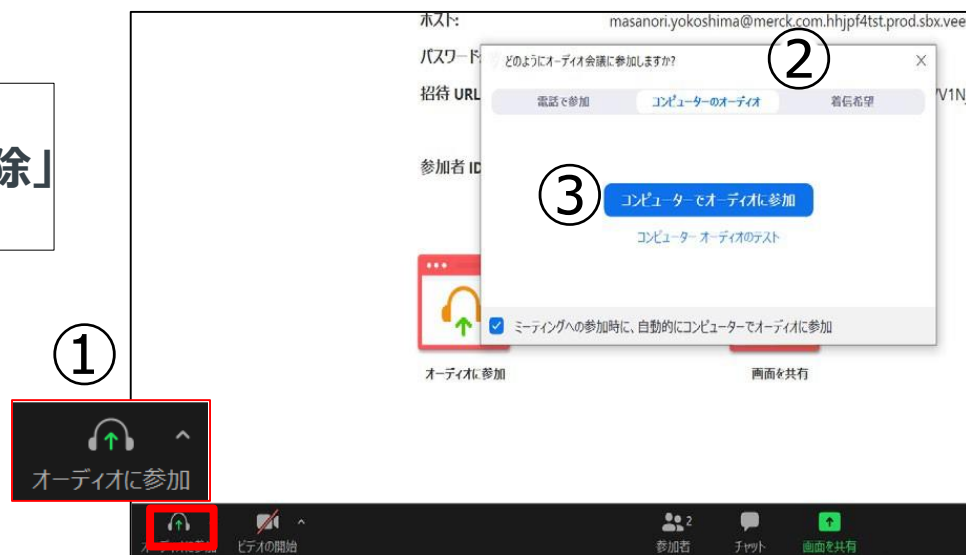 ホスト: masanori.yokoshima@merck.com.hhjpf4tst.prod.sbx.vee
パスワード
招待 URL
V1N
参加者 ID
②
どのようにオーディオ会議に参加しますか?
電話で参加 コンピューターのオーディオ 着信希望
③
コンピューターでオーディオに参加
コンピューター オーディオのテスト
ミーティングへの参加時に、自動的にコンピューターでオーディオに参加
除」
オーディオに参加 画面を共有
①
オーディオに参加
オーディオに参加 ビデオの開始 参加者 2 チャット 画面を共有